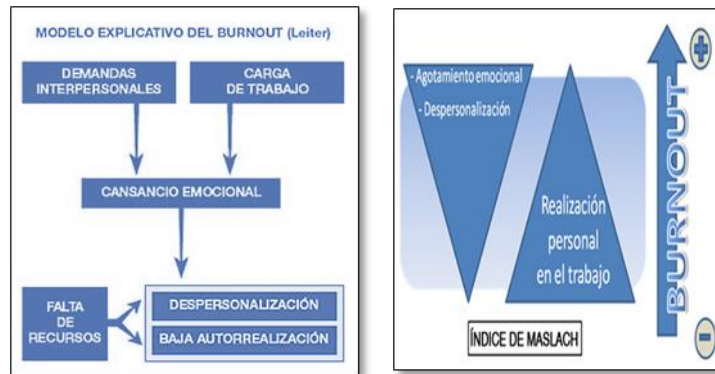 MODELO EXPLICATIVO DEL BURNOUT (Leiter)
DEMANDAS
INTERPERSONALES
CARGA
DE TRABAJO
CANSANCIO EMOCIONAL
FALTA
DE
RECURSOS
DESPERSONALIZACIÓN
BAJA AUTORREALIZACIÓN
- Agotamiento emocional
- Despersonalización
Realización
personal
en el trabajo
ÍNDICE DE MASLACH
+
BURNOUT
-